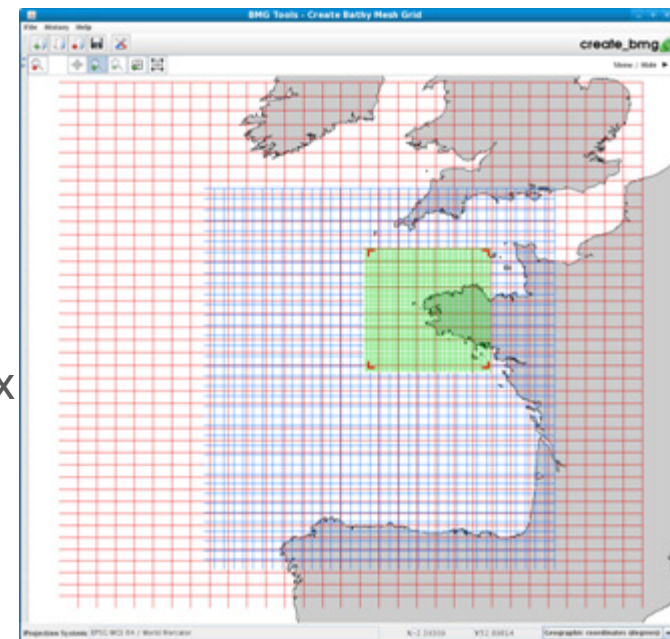 BMG Tools - Create Bathy Mesh Grid
File History Help
create_bmg
Show / Hide
x
Projection System: EPSG:WGS 84 / World Mercator
Geographic coordinates (degrees)